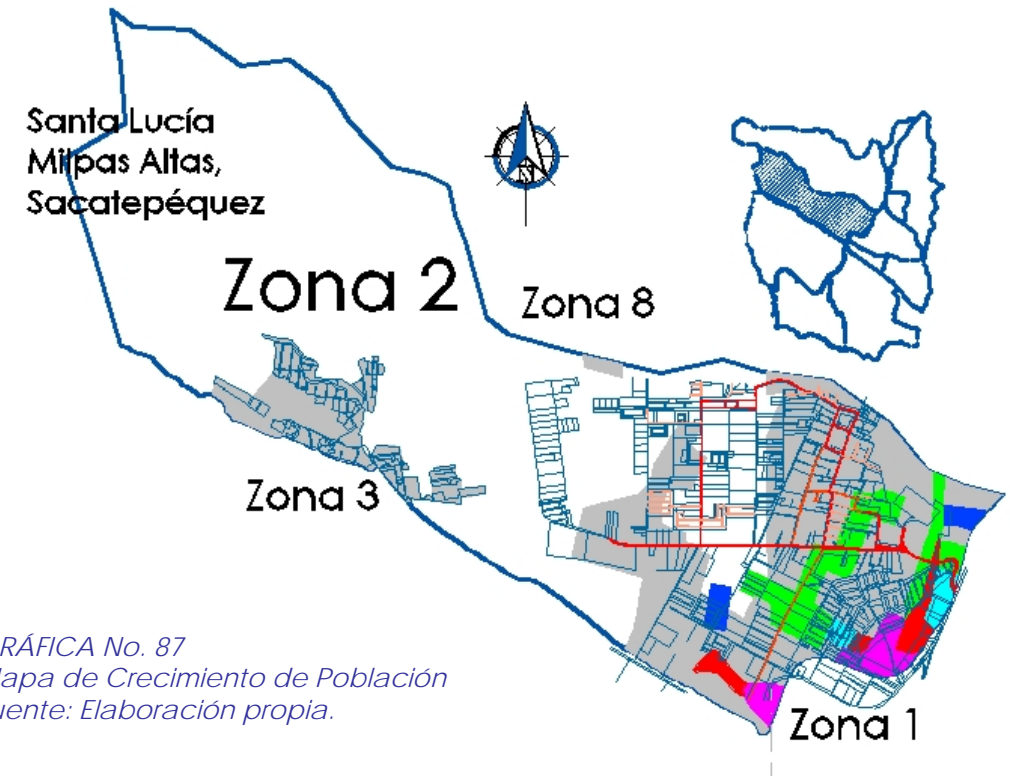 Santa Lucía
Milpas Altas,
Sacatepéquez
Zona 2
Zona 8
N
Zona 3
RÁFICA No. 87
apa de Crecimiento de Población
uente: Elaboración propia.
Zona 1